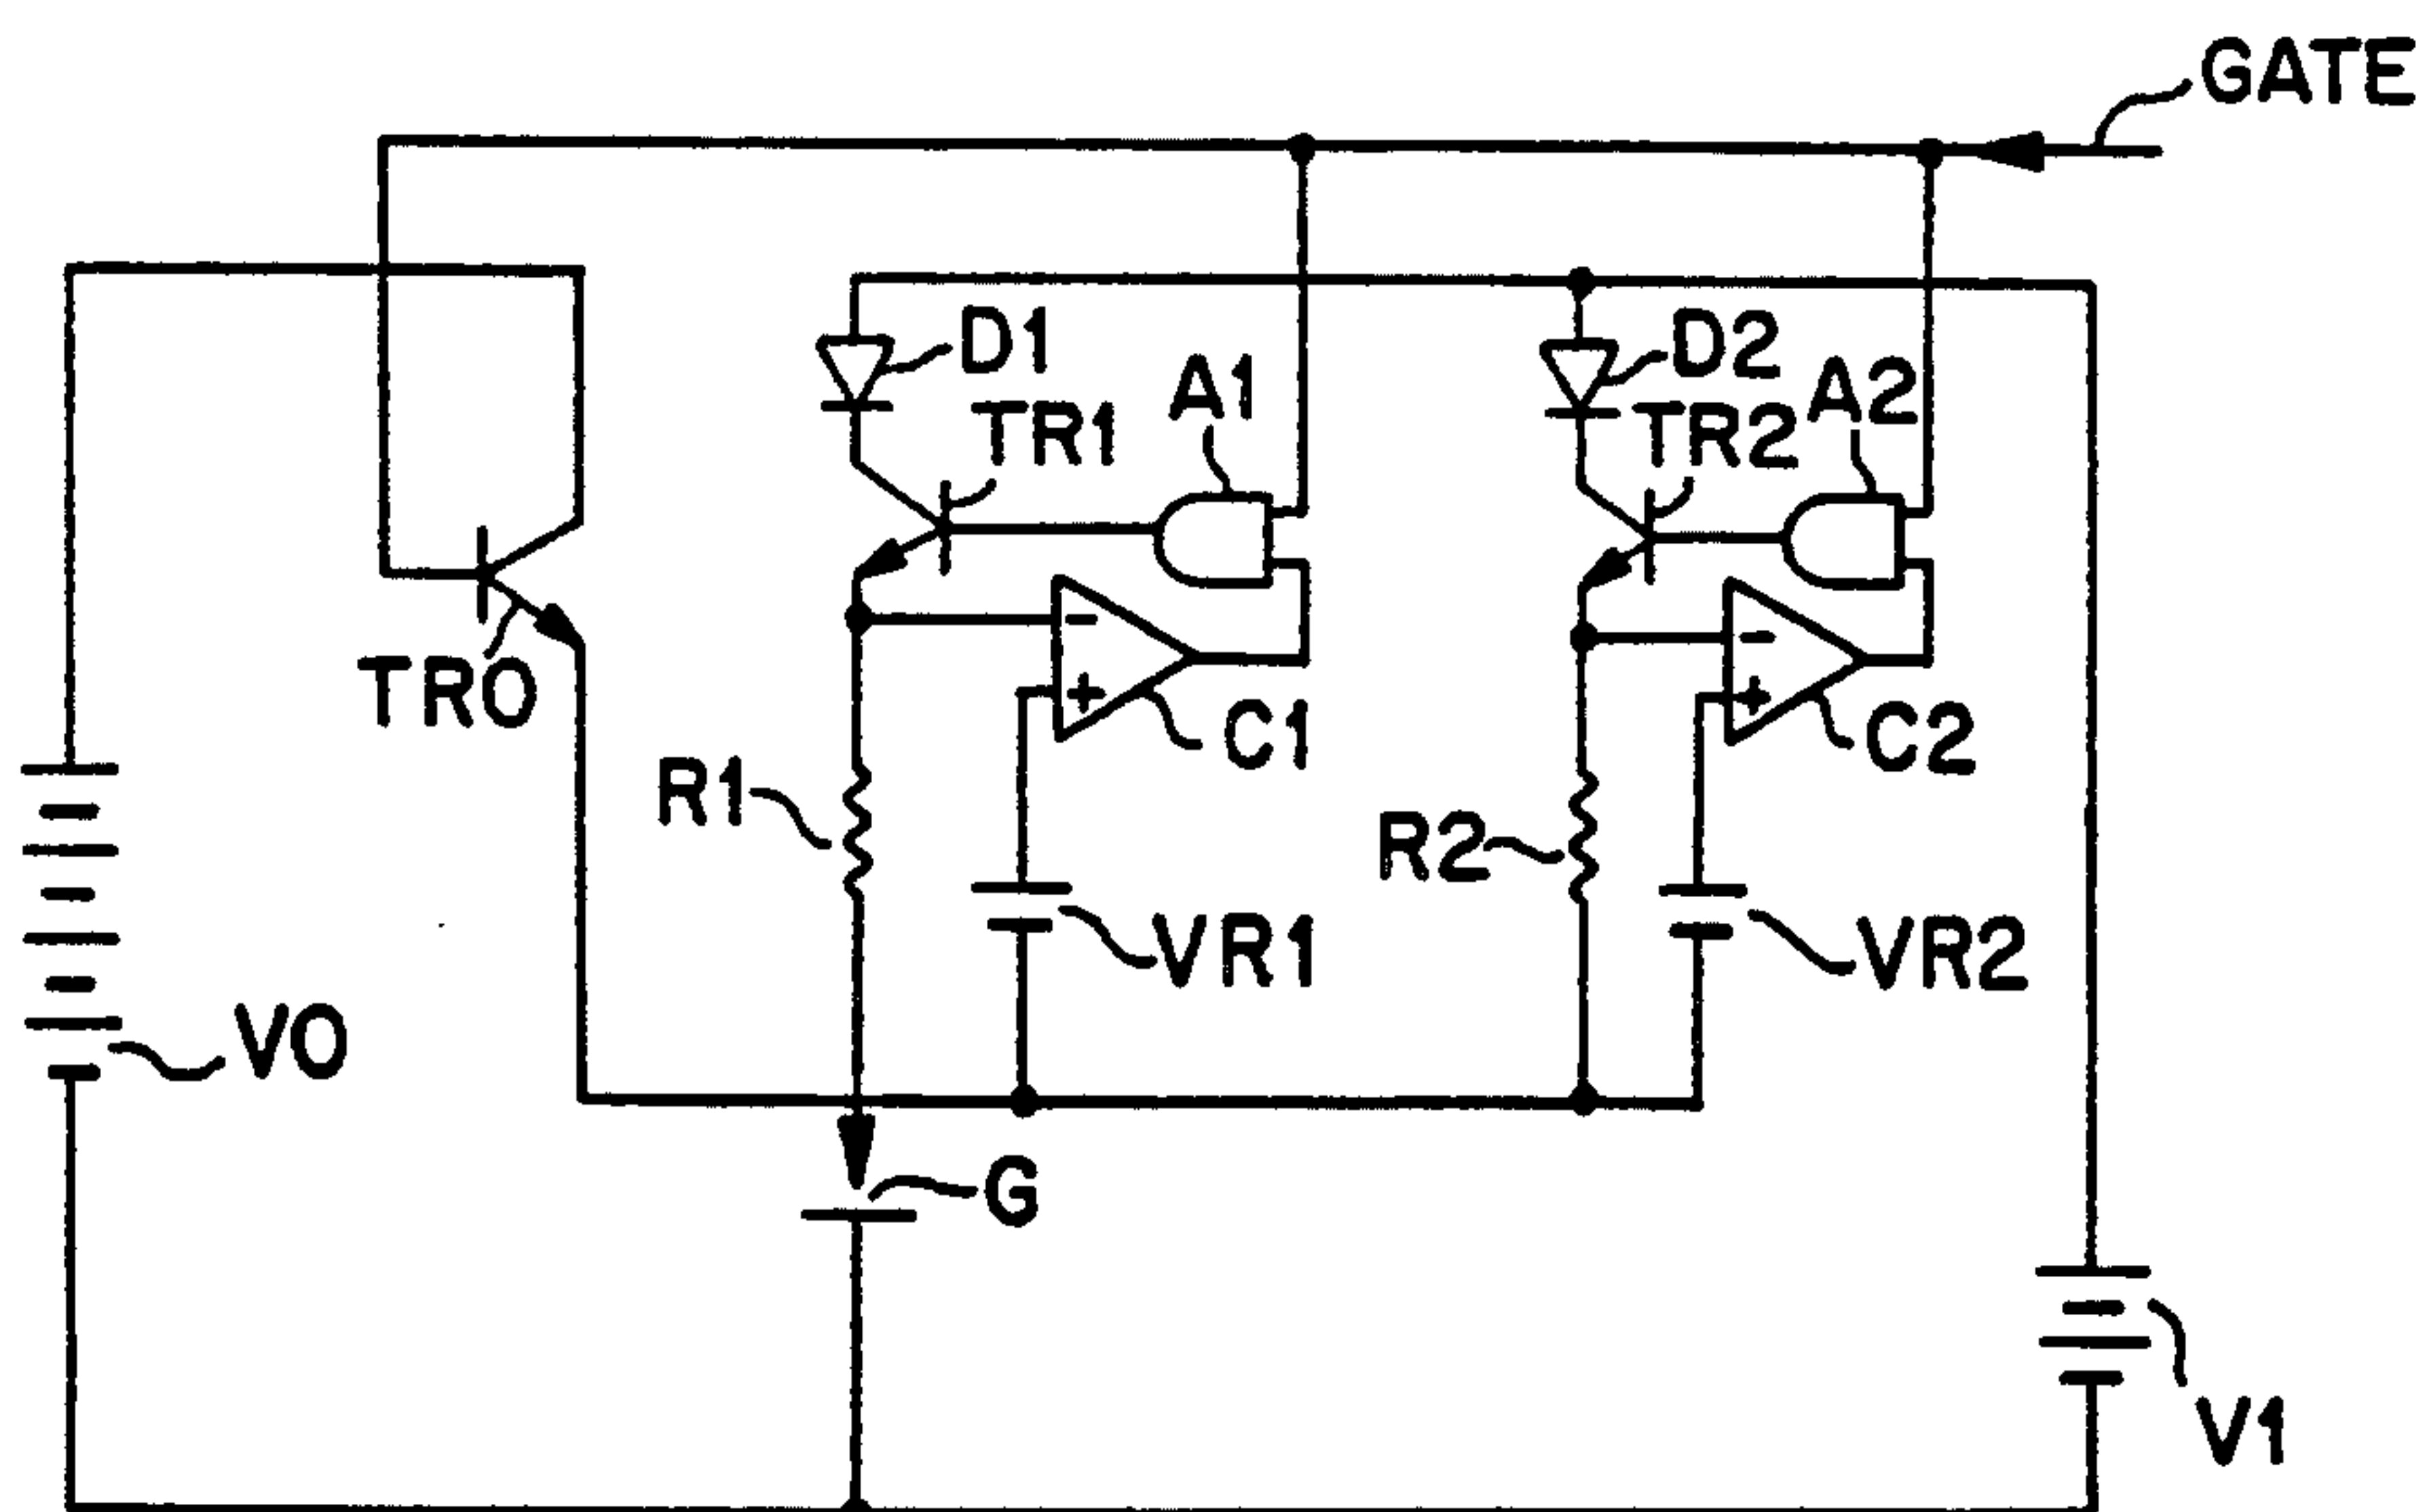 GATE
D1
TR1
A1
D2
TR2
A2
TR0
-
+
C1
-
+
C2
R1
R2
VR1
VR2
V0
G
V1